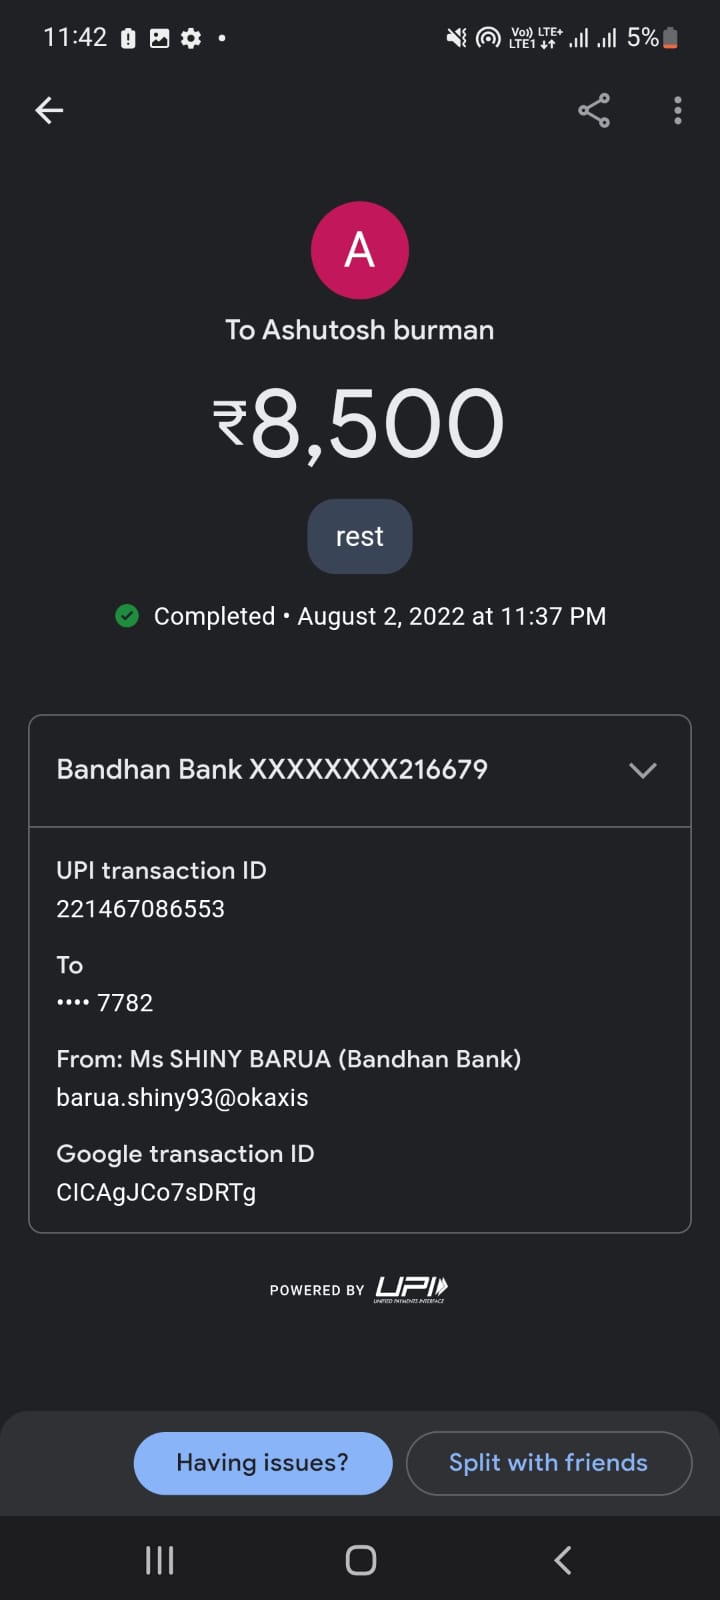 11:42
Vo)) LTE+
LTE1
5%
A
To Ashutosh burman
₹8,500
rest
Completed • August 2, 2022 at 11:37 PM
Bandhan Bank XXXXXXXX216679
UPI transaction ID
221467086553
To
•••• 7782
From: Ms SHINY BARUA (Bandhan Bank)
barua.shiny93@okaxis
Google transaction ID
CICAgJCo7sDRTg
POWERED BY UPI
UNIFIED PAYMENTS INTERFACE
Having issues?
Split with friends